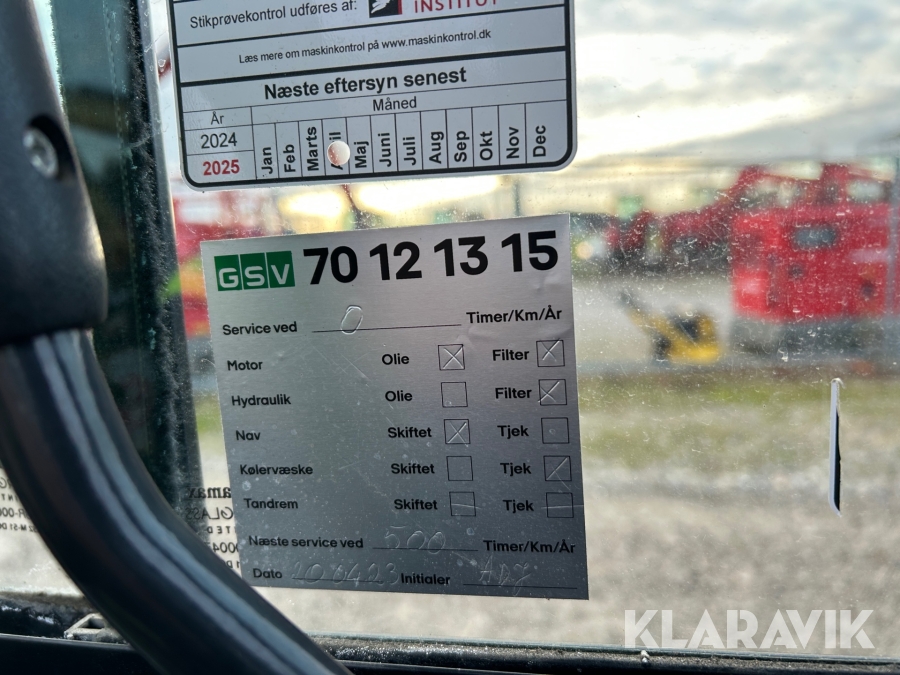 Stikprøvekontrol udføres af:
INSTITUT
Læs mere om maskinkontrol på www.maskinkontrol.dk
Næste eftersyn senest
År Måned
2024
2025
Jan Feb Marts Maj Juni Juli Aug Sep Okt Nov Dec
GSV 70 12 13 15
Service ved 0 Timer/Km/År
Motor Olie Filter
Hydraulik Olie Filter
Nav Skiftet Tjek
Kølervæske Skiftet Tjek
Tandrem Skiftet Tjek
Næste service ved 500 Timer/Km/År
Dato 200423 Initialer
KLARAVIK